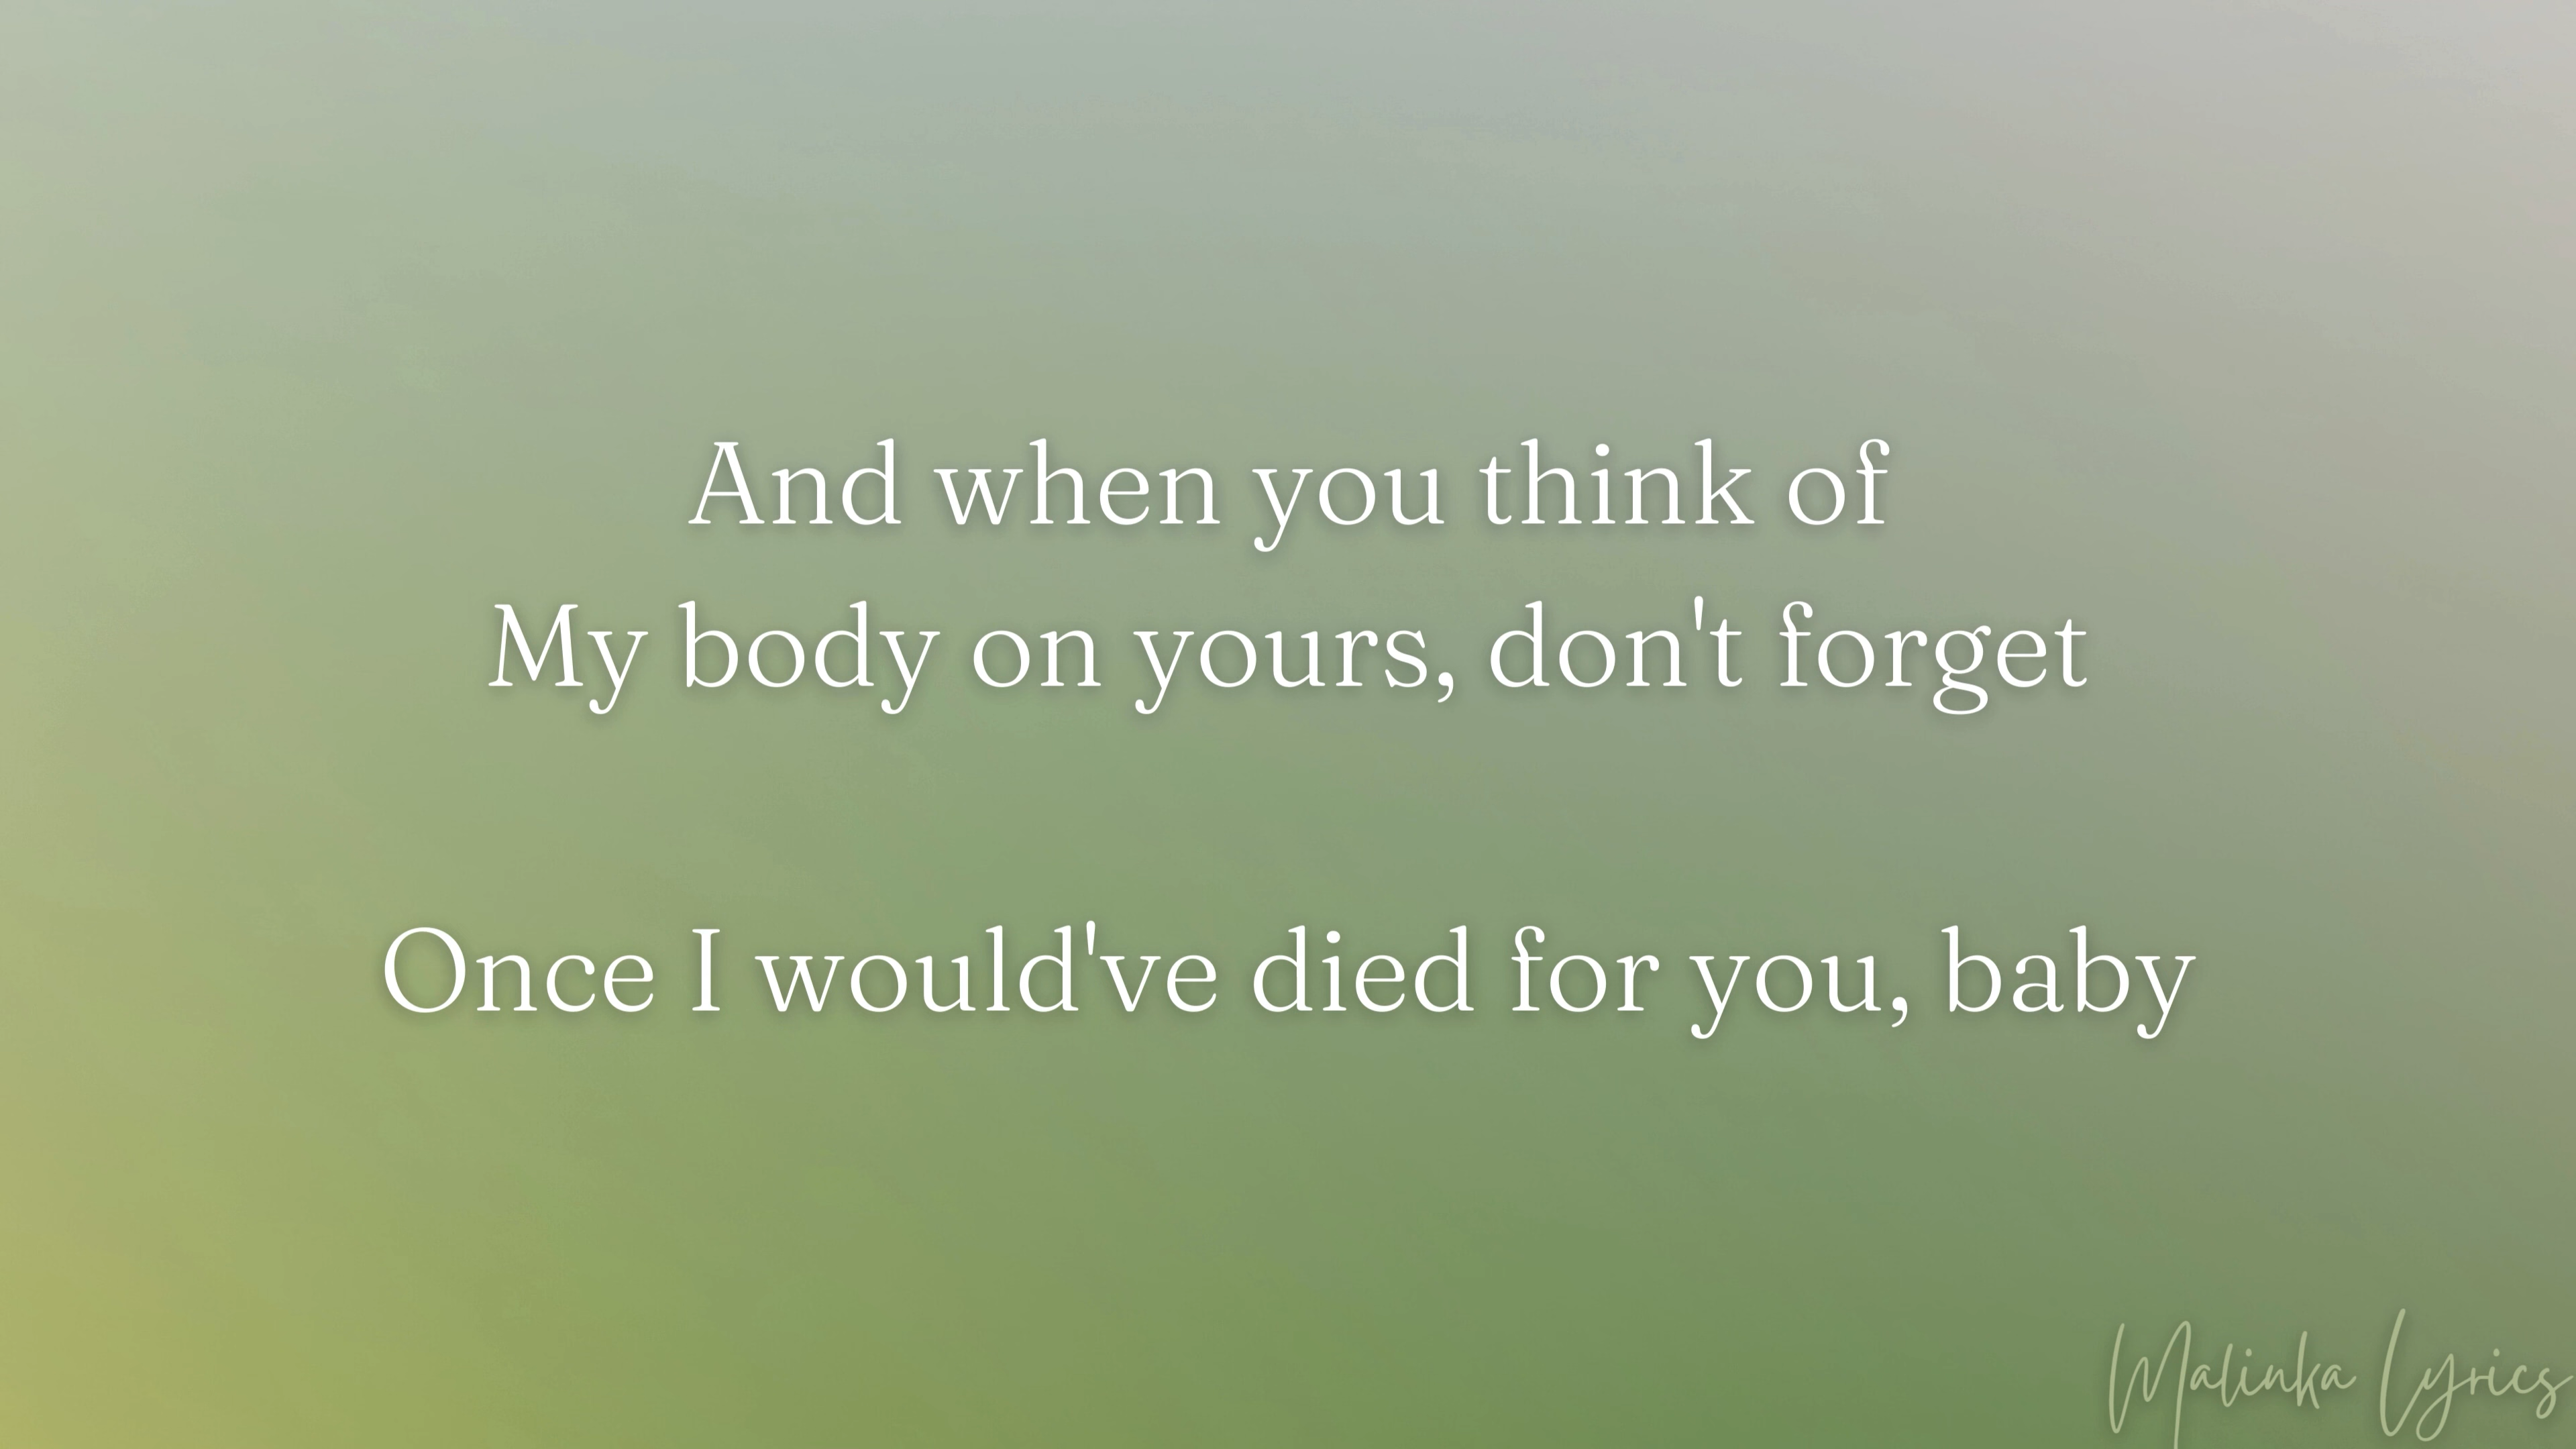 And when you think of
My body on yours, don't forget
Once I would've died for you, baby
Malinka Lyrics